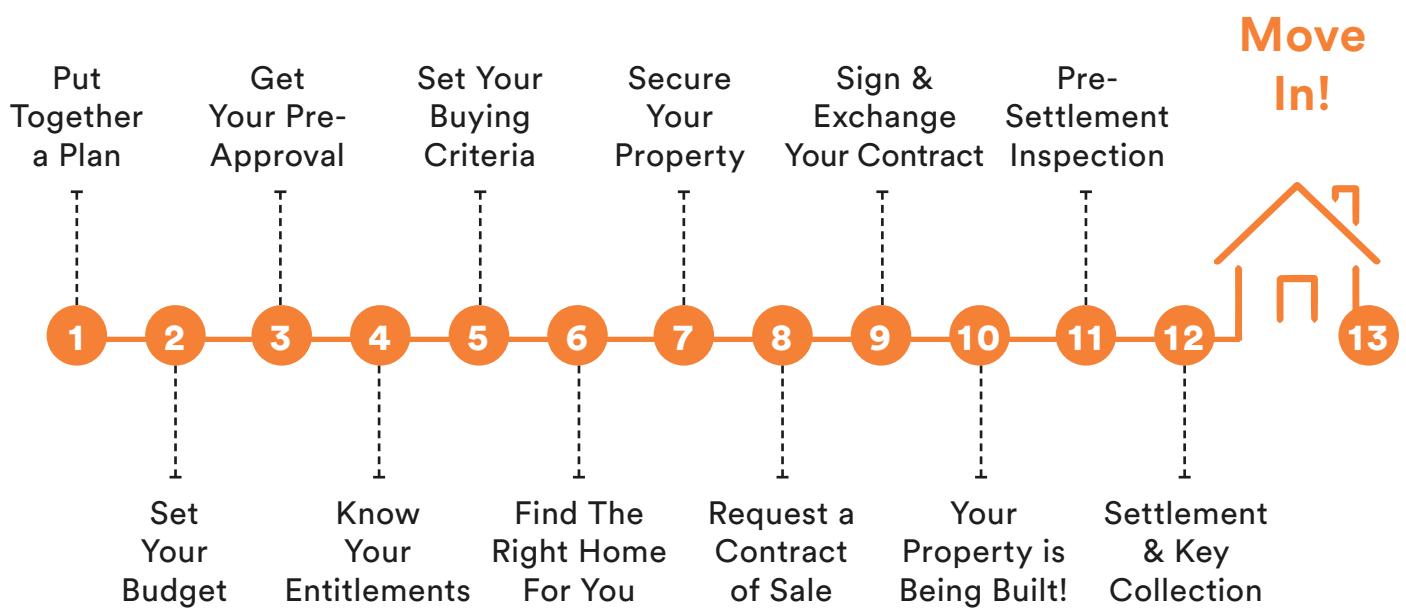 Move
In!
Put
Together
a Plan
Get
Your Pre-
Approval
Set Your
Buying
Criteria
Secure
Your
Property
Sign &
Exchange
Your Contract
Pre-
Settlement
Inspection
1
2
3
4
5
6
7
8
9
10
11
12
13
Set
Your
Budget
Know
Your
Entitlements
Find The
Right Home
For You
Request a
Contract
of Sale
Your
Property is
Being Built!
Settlement
& Key
Collection